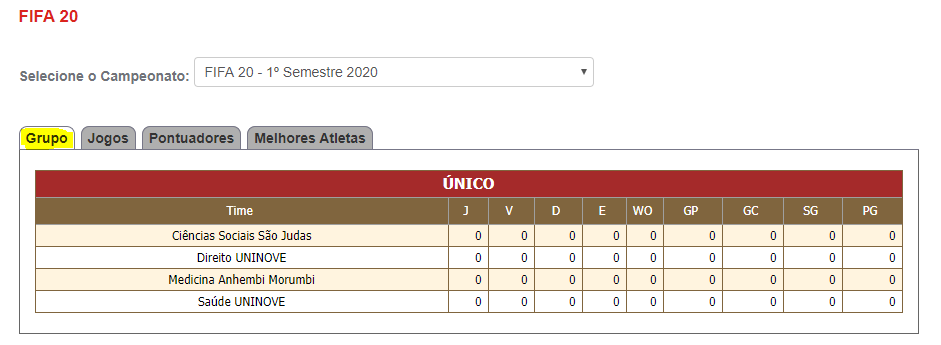 FIFA 20
Selecione o Campeonato: FIFA 20 - 1º Semestre 2020
Grupo Jogos Pontuadores Melhores Atletas
ÚNICO
Time J V D E WO GP GC SG PG
Ciências Sociais São Judas 0 0 0 0 0 0 0 0 0
Direito UNINOVE 0 0 0 0 0 0 0 0 0
Medicina Anhembi Morumbi 0 0 0 0 0 0 0 0 0
Saúde UNINOVE 0 0 0 0 0 0 0 0 0